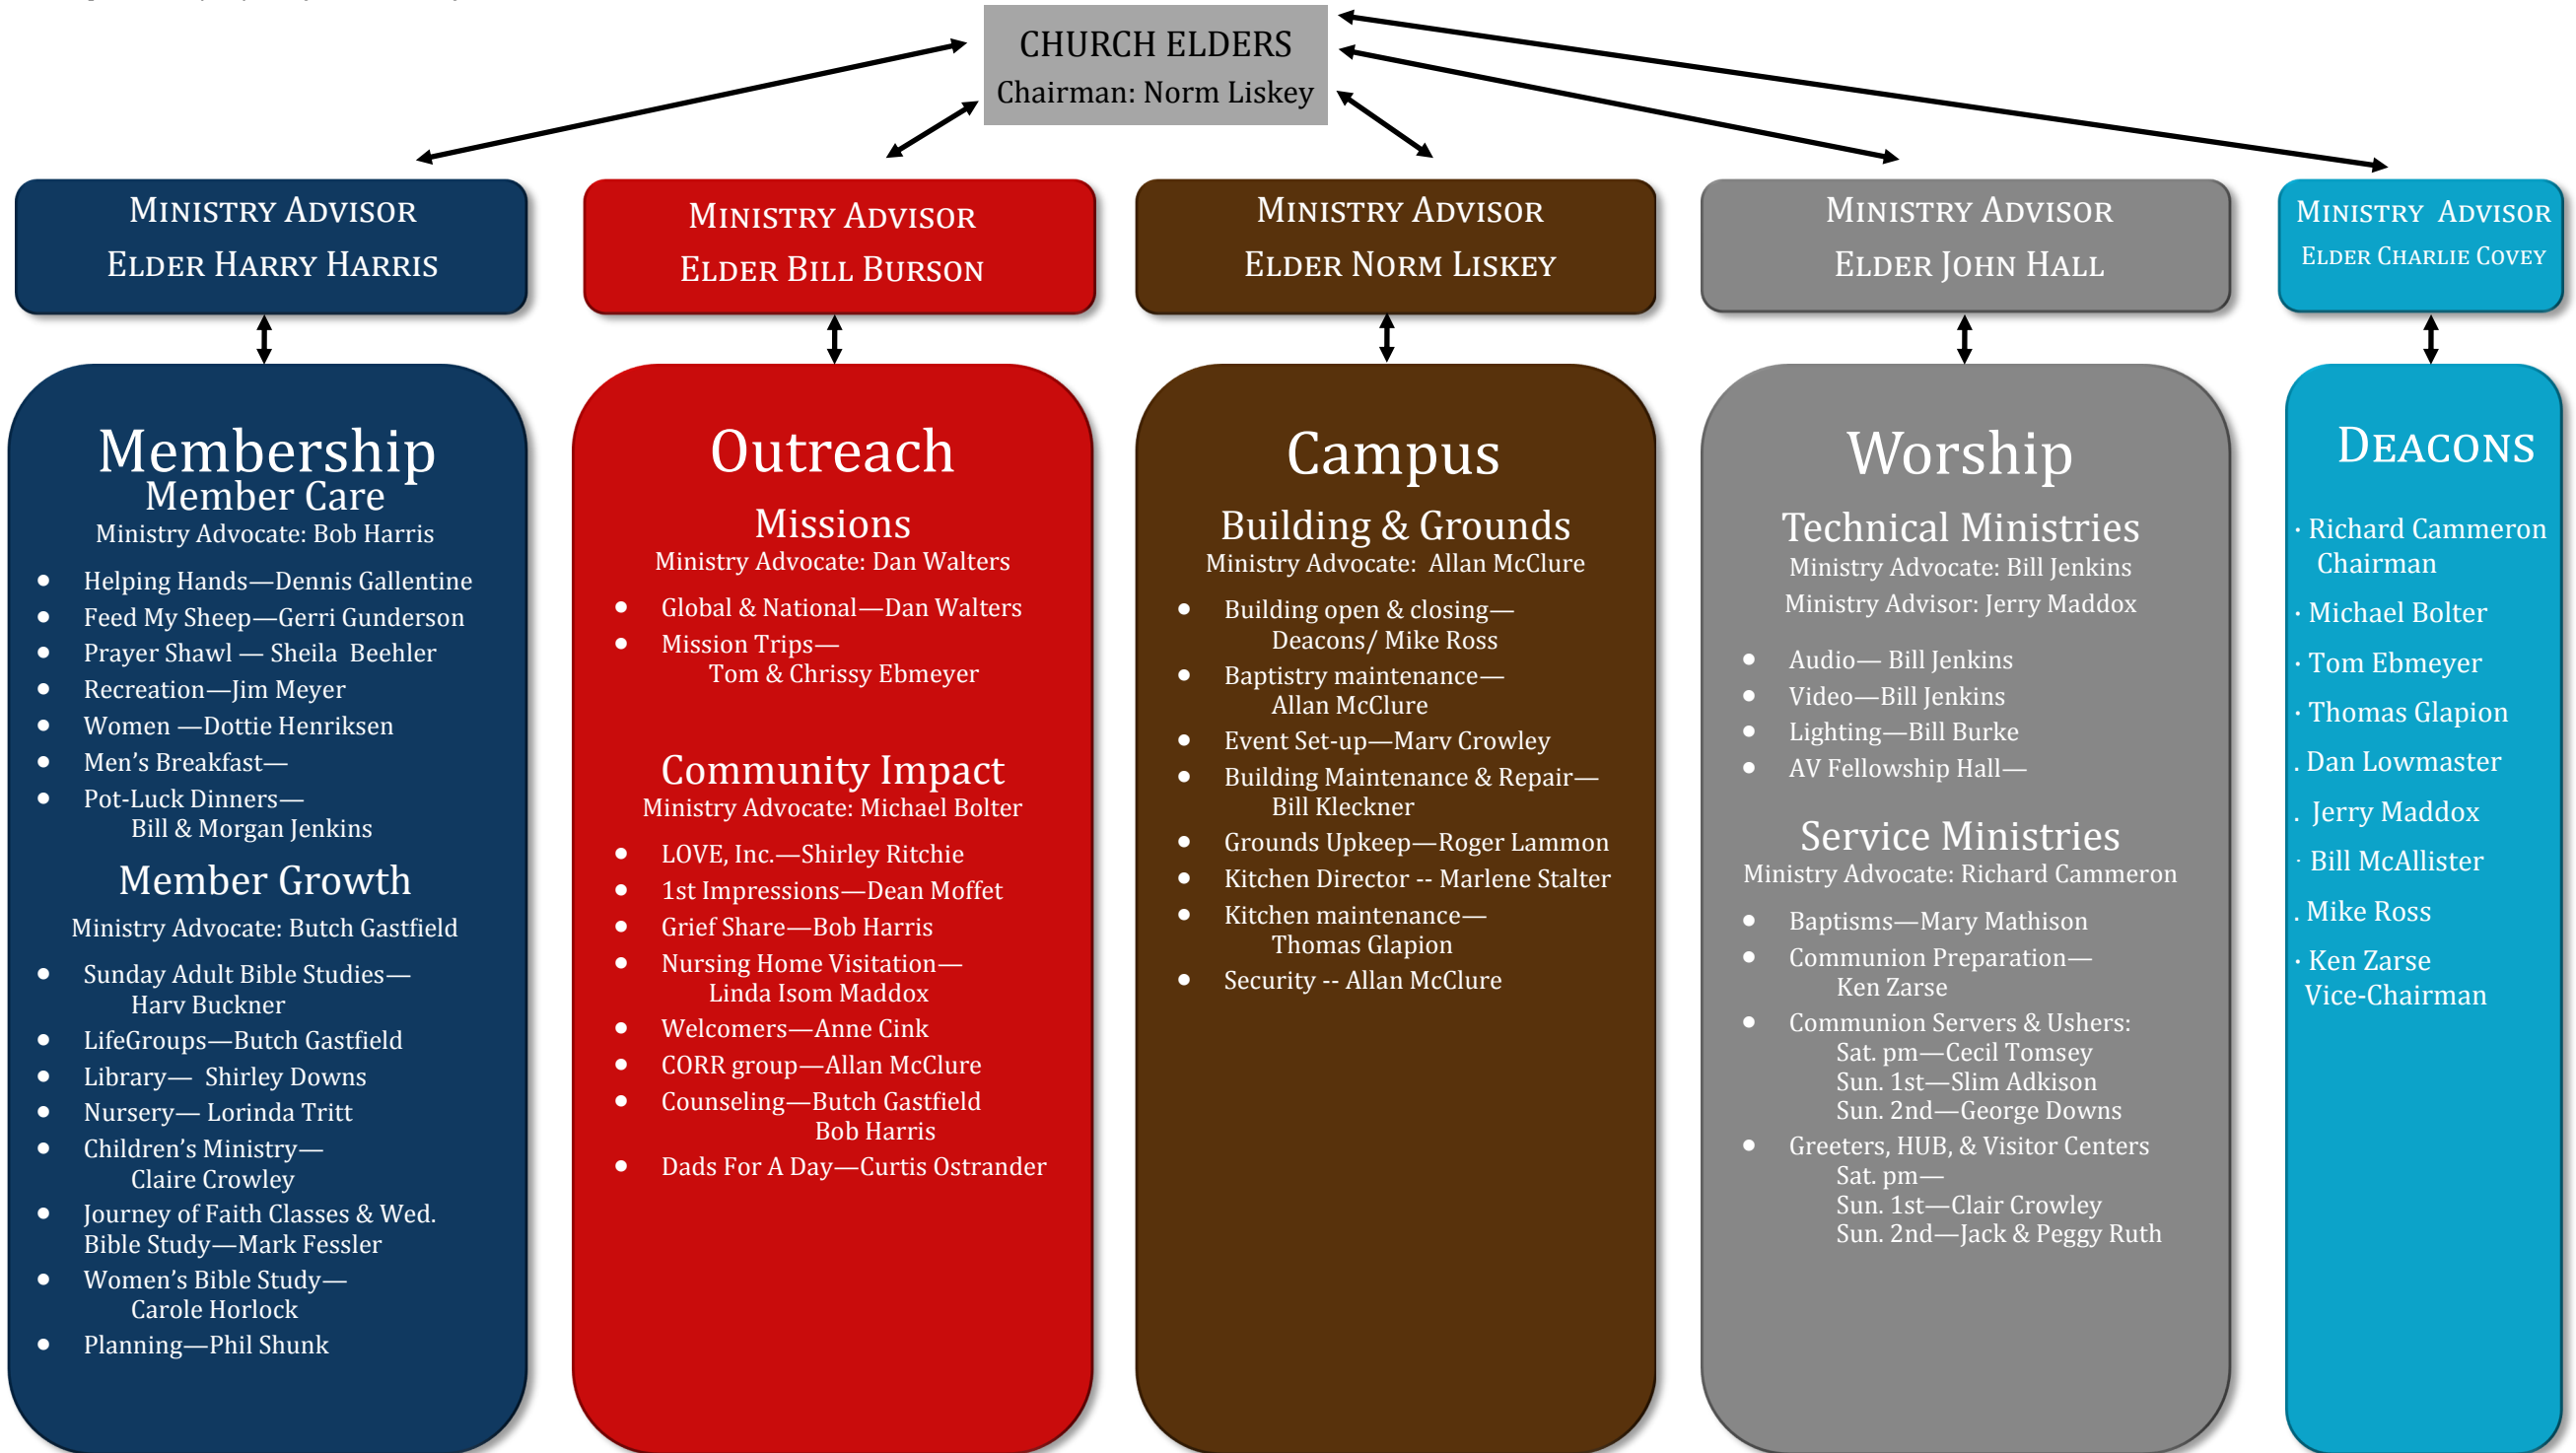 CHURCH ELDERS
Chairman: Norm Liskey
MINISTRY ADVISOR
ELDER HARRY HARRIS
MINISTRY ADVISOR
ELDER BILL BURSON
MINISTRY ADVISOR
ELDER NORM LISKEY
MINISTRY ADVISOR
ELDER JOHN HALL
MINISTRY ADVISOR
ELDER CHARLIE COVEY
Membership
Member Care
Ministry Advocate: Bob Harris
• Helping Hands—Dennis Gallentine
• Feed My Sheep—Gerri Gunderson
• Prayer Shawl — Sheila Beehler
• Recreation—Jim Meyer
• Women —Dottie Henriksen
• Men’s Breakfast—
• Pot-Luck Dinners—
Bill & Morgan Jenkins
Member Growth
Ministry Advocate: Butch Gastfield
• Sunday Adult Bible Studies—
Harv Buckner
• LifeGroups—Butch Gastfield
• Library— Shirley Downs
• Nursery— Lorinda Tritt
• Children’s Ministry—
Claire Crowley
• Journey of Faith Classes & Wed.
Bible Study—Mark Fessler
• Women’s Bible Study—
Carole Horlock
• Planning—Phil Shunk
Outreach
Missions
Ministry Advocate: Dan Walters
• Global & National—Dan Walters
• Mission Trips—
Tom & Chrissy Ebmeyer
Community Impact
Ministry Advocate: Michael Bolter
• LOVE, Inc.—Shirley Ritchie
• 1st Impressions—Dean Moffet
• Grief Share—Bob Harris
• Nursing Home Visitation—
Linda Isom Maddox
• Welcomers—Anne Cink
• CORR group—Allan McClure
• Counseling—Butch Gastfield
Bob Harris
• Dads For A Day—Curtis Ostrander
Campus
Building & Grounds
Ministry Advocate: Allan McClure
• Building open & closing—
Deacons/ Mike Ross
• Baptistry maintenance—
Allan McClure
• Event Set-up—Marv Crowley
• Building Maintenance & Repair—
Bill Kleckner
• Grounds Upkeep—Roger Lammon
• Kitchen Director -- Marlene Stalter
• Kitchen maintenance—
Thomas Glapion
• Security -- Allan McClure
Worship
Technical Ministries
Ministry Advocate: Bill Jenkins
Ministry Advisor: Jerry Maddox
• Audio— Bill Jenkins
• Video—Bill Jenkins
• Lighting—Bill Burke
• AV Fellowship Hall—
Service Ministries
Ministry Advocate: Richard Cammeron
• Baptisms—Mary Mathison
• Communion Preparation—
Ken Zarse
• Communion Servers & Ushers:
Sat. pm—Cecil Tomsey
Sun. 1st—Slim Adkison
Sun. 2nd—George Downs
• Greeters, HUB, & Visitor Centers
Sat. pm—
Sun. 1st—Clair Crowley
Sun. 2nd—Jack & Peggy Ruth
DEACONS
· Richard Cammeron
Chairman
· Michael Bolter
· Tom Ebmeyer
· Thomas Glapion
. Dan Lowmaster
. Jerry Maddox
· Bill McAllister
. Mike Ross
· Ken Zarse
Vice-Chairman